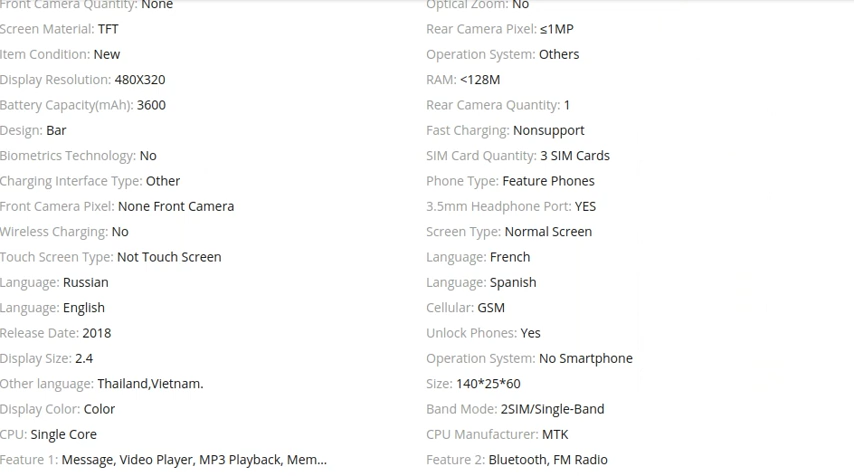 Front Camera Quantity: None
Optical Zoom: No
Screen Material: TFT
Rear Camera Pixel: ≤1MP
Item Condition: New
Operation System: Others
Display Resolution: 480X320
RAM: <128M
Battery Capacity(mAh): 3600
Rear Camera Quantity: 1
Design: Bar
Fast Charging: Nonsupport
Biometrics Technology: No
SIM Card Quantity: 3 SIM Cards
Charging Interface Type: Other
Phone Type: Feature Phones
Front Camera Pixel: None Front Camera
3.5mm Headphone Port: YES
Wireless Charging: No
Screen Type: Normal Screen
Touch Screen Type: Not Touch Screen
Language: French
Language: Russian
Language: Spanish
Language: English
Cellular: GSM
Release Date: 2018
Unlock Phones: Yes
Display Size: 2.4
Operation System: No Smartphone
Other language: Thailand,Vietnam.
Size: 140*25*60
Display Color: Color
Band Mode: 2SIM/Single-Band
CPU: Single Core
CPU Manufacturer: MTK
Feature 1: Message, Video Player, MP3 Playback, Mem...
Feature 2: Bluetooth, FM Radio